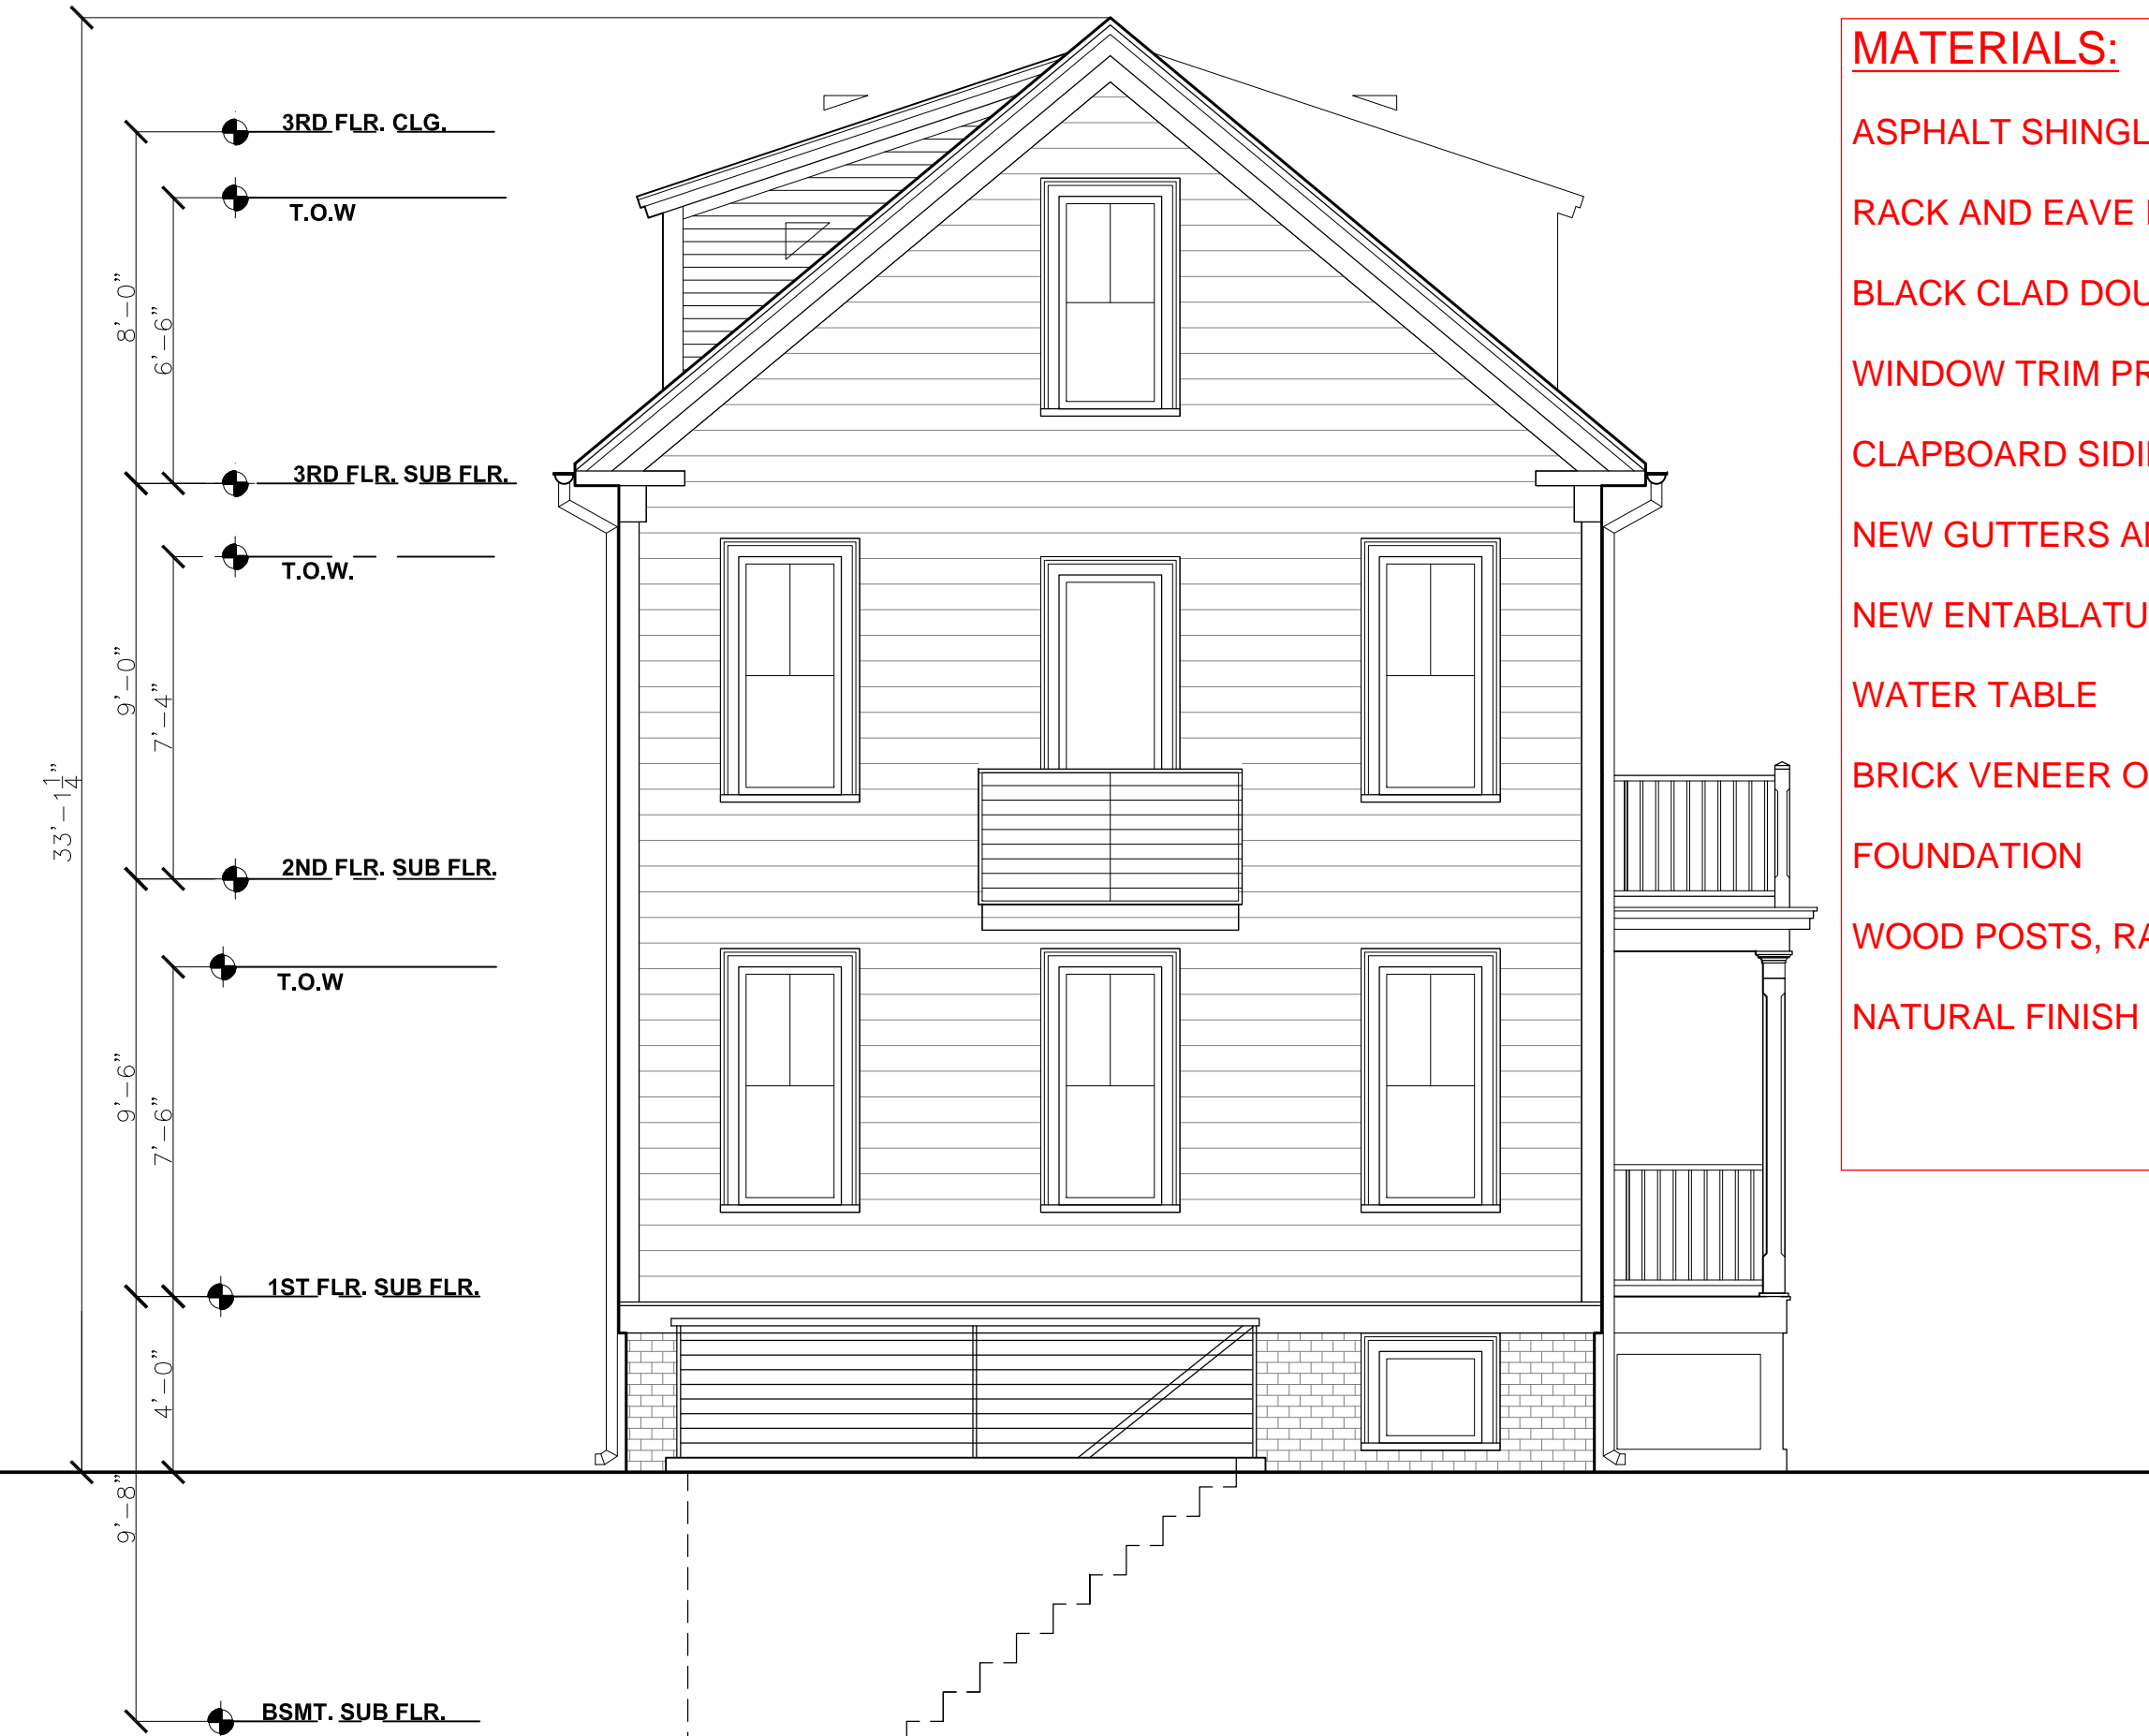 MATERIALS:
ASPHALT SHINGL
RACK AND EAVE
BLACK CLAD DOU
WINDOW TRIM PR
CLAPBOARD SIDI
NEW GUTTERS A
NEW ENTABLATU
WATER TABLE
BRICK VENEER O
FOUNDATION
WOOD POSTS, RA
NATURAL FINISH
3RD FLR. CLG.
T.O.W
8'-0"
6'-6"
3RD FLR. SUB FLR.
T.O.W.
9'-0"
7'-4"
33'-1 1/4"
2ND FLR. SUB FLR.
T.O.W
9'-6"
7'-6"
1ST FLR. SUB FLR.
4'-0"
9'-8"
BSMT. SUB FLR.